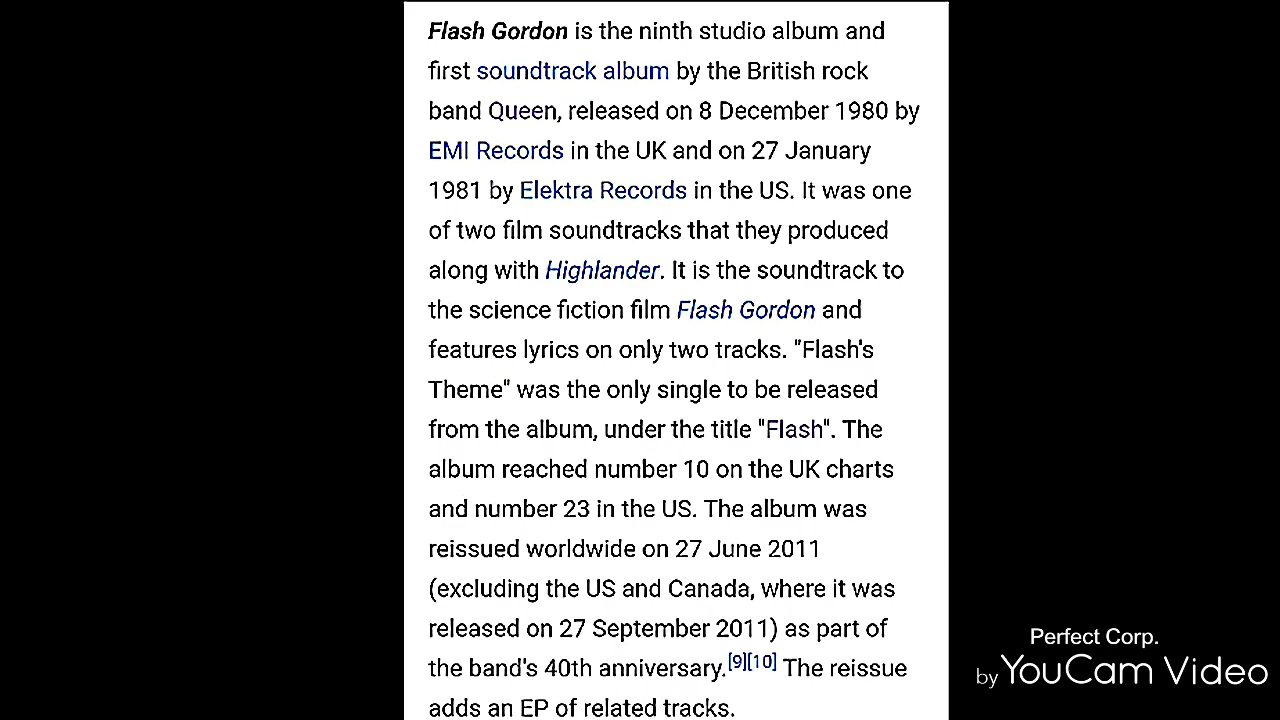 Flash Gordon is the ninth studio album and
first soundtrack album by the British rock
band Queen, released on 8 December 1980 by
EMI Records in the UK and on 27 January
1981 by Elektra Records in the US. It was one
of two film soundtracks that they produced
along with Highlander. It is the soundtrack to
the science fiction film Flash Gordon and
features lyrics on only two tracks. "Flash's
Theme" was the only single to be released
from the album, under the title "Flash". The
album reached number 10 on the UK charts
and number 23 in the US. The album was
reissued worldwide on 27 June 2011
(excluding the US and Canada, where it was
released on 27 September 2011) as part of
the band's 40th anniversary.[9][10] The reissue
adds an EP of related tracks.
Perfect Corp.
by YouCam Video